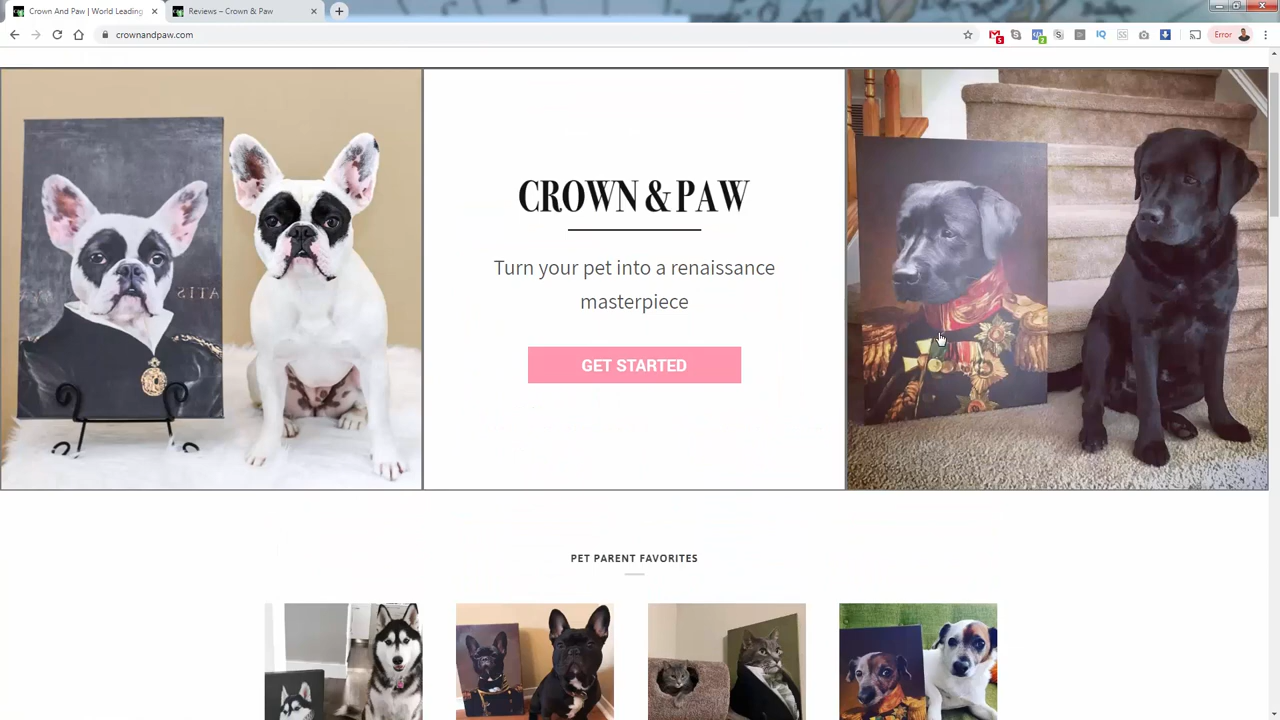 Crown And Paw | World Leading
Reviews – Crown & Paw
crownandpaw.com
Error
CROWN & PAW
Turn your pet into a renaissance
masterpiece
GET STARTED
PET PARENT FAVORITES